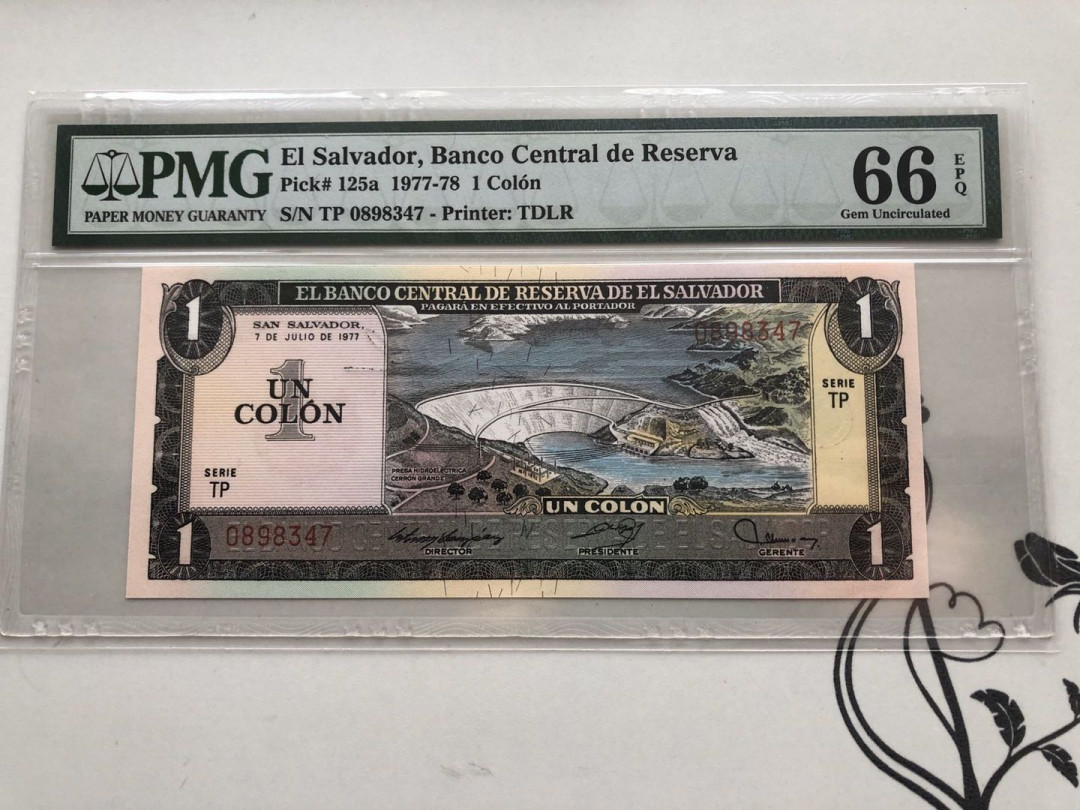 PMG
PAPER MONEY GUARANTY
El Salvador, Banco Central de Reserva
Pick# 125a 1977-78 1 Colón
S/N TP 0898347 - Printer: TDLR
66 EPQ
Gem Uncirculated
1
EL BANCO CENTRAL DE RESERVA DE EL SALVADOR
1
PAGARÁ EN EFECTIVO AL PORTADOR
SAN SALVADOR,
7 DE JULIO DE 1977
0898347
1
UN
COLÓN
SERIE
TP
SERIE
TP
PRESA HIDROELECTRICA
CERRON GRANDE
UN COLON
1
0898347
DIRECTOR
PRESIDENTE
GERENTE
1